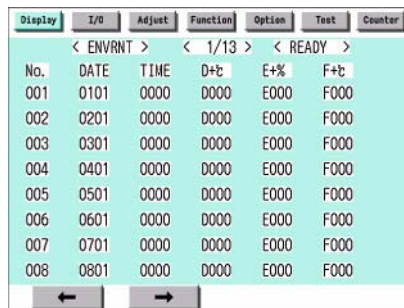 Display I/O Adjust Function Option Test Counter
< ENVRNT > < 1/13 > < READY >
No. DATE TIME D+℃ E+% F+℃
001 0101 0000 D000 E000 F000
002 0201 0000 D000 E000 F000
003 0301 0000 D000 E000 F000
004 0401 0000 D000 E000 F000
005 0501 0000 D000 E000 F000
006 0601 0000 D000 E000 F000
007 0701 0000 D000 E000 F000
008 0801 0000 D000 E000 F000